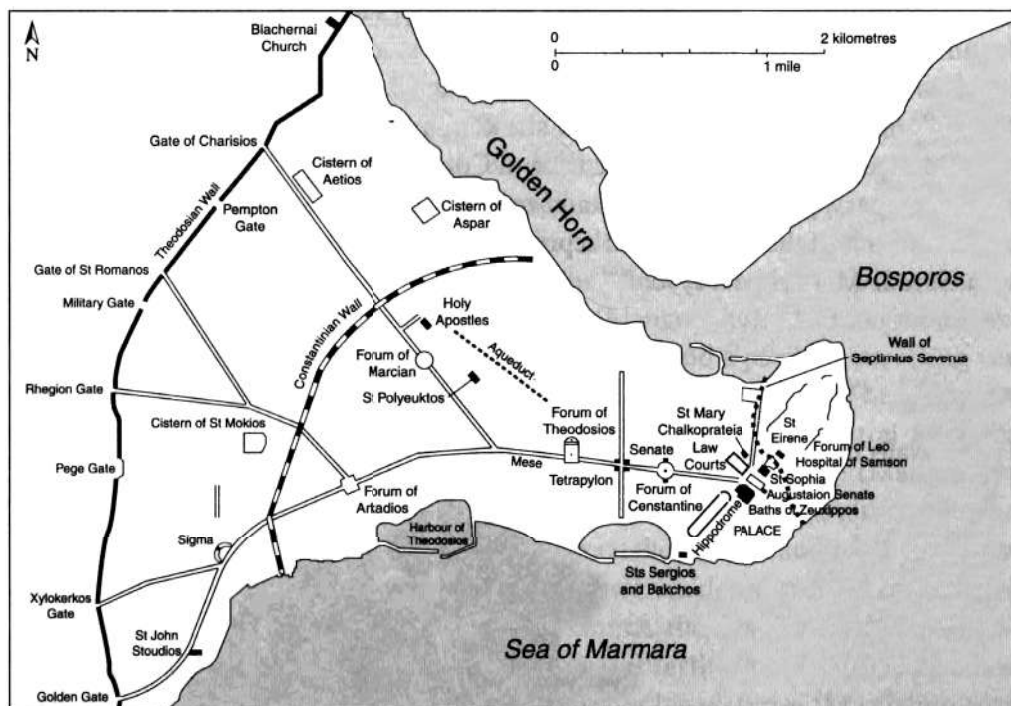 N
Blachernai
Church
0
2 kilometres
0
1 mile
Gate of Charisios
Cistern of
Aetios
Golden Horn
Theodosian Wall
Pempton
Gate
Cistern of
Aspar
Gate of St Romanos
Bosporos
Military Gate
Constantinian Wall
Holy
Apostles
Wall of
Septimius Severus
Forum of
Marcian
Aqueduct
Rhegion Gate
St Polyeuktos
Cistern of St Mokios
Forum of
Theodosios
St Mary
Chalkoprateia
St
Eirene
Senate
Law
Courts
Forum of Leo
Hospital of Samson
Pege Gate
Mese
Tetrapylon
St Sophia
Forum of
Artadios
Forum of
Censtantine
Augustaion Senate
Baths of Zeuxippos
Hippodrome
PALACE
Harbour of
Theodosios
Sigma
Sts Sergios
and Bakchos
Xylokerkos
Gate
St John
Stoudios
Sea of Marmara
Golden Gate